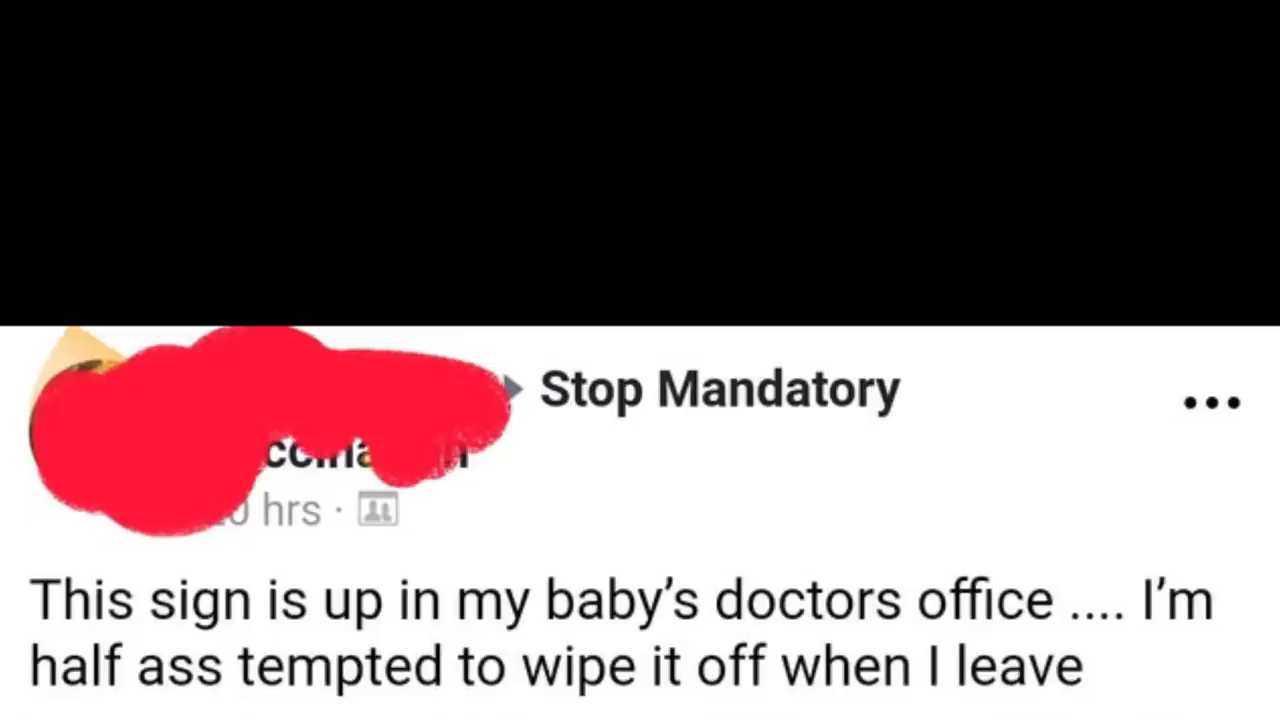 Stop Mandatory
hrs ·
This sign is up in my baby’s doctors office .... I’m
half ass tempted to wipe it off when I leave